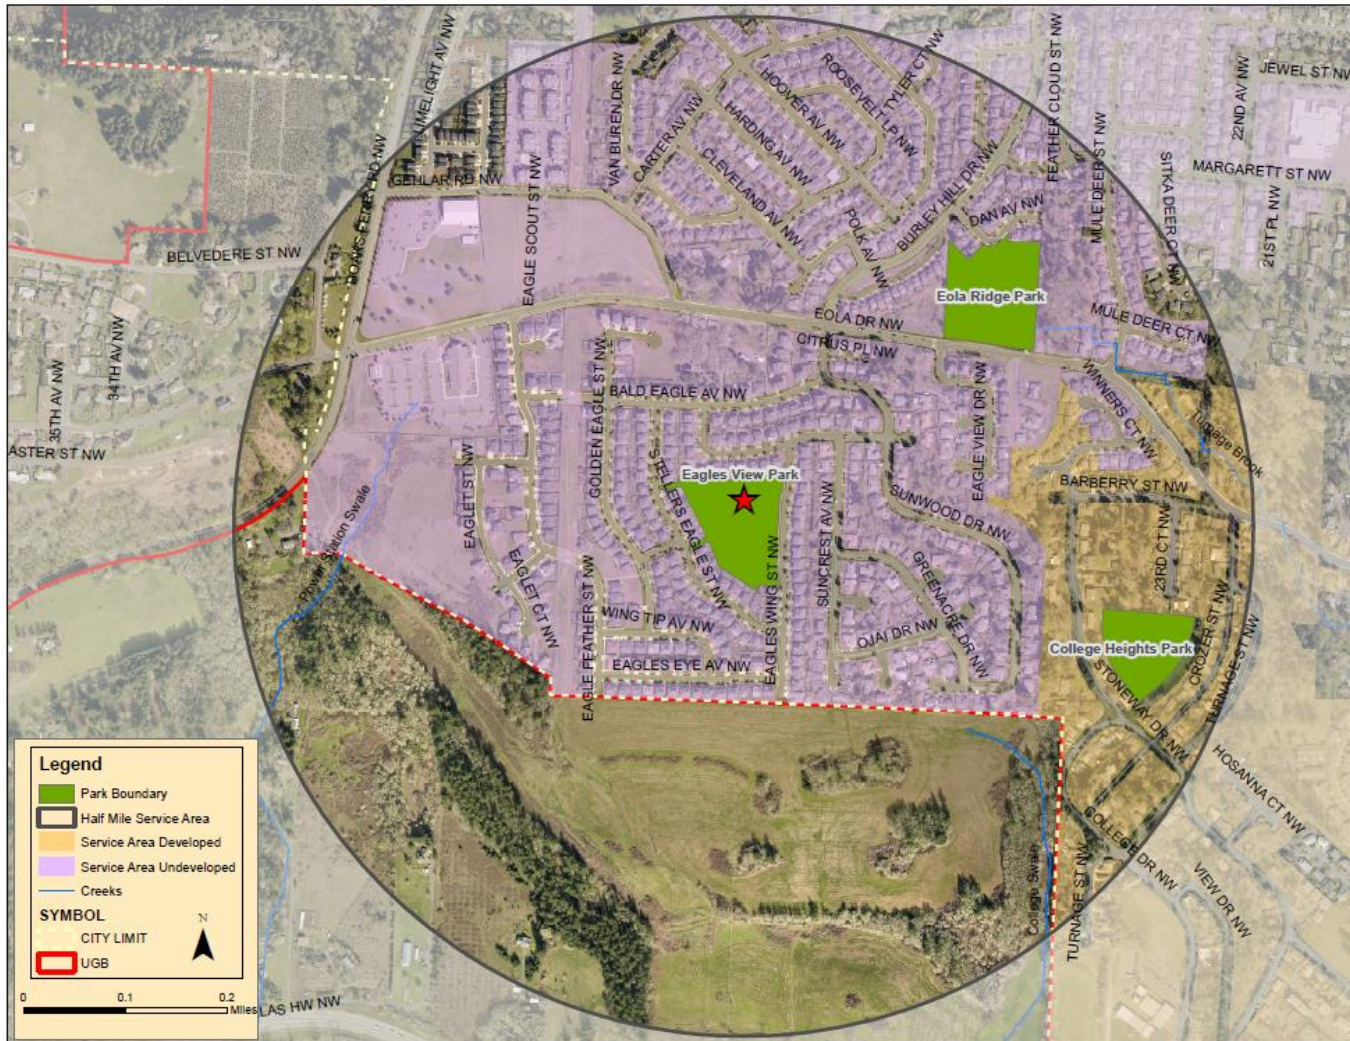 LIMELIGHT AV NW
VAN BUREN DR NW
CARTER AV NW
HOOVER AV NW
ROOSEVELT LP NW
TYLER CT NW
HARDING AV NW
CLEVELAND AV NW
POLK AV NW
BURLEY HILL DR NW
FEATHER CLOUD ST NW
MULE DEER ST NW
SITKA DEER CT NW
22ND AV NW
JEWEL ST NW
MARGARETT ST NW
21ST PL NW
DAN AV NW
GEHLAR RD NW
EAGLE SCOUT ST NW
DOAKS FERRY RD NW
BELVEDERE ST NW
35TH AV NW
34TH AV NW
ASTER ST NW
Eola Ridge Park
EOLA DR NW
CITRUS PL NW
MULE DEER CT NW
WINNERS CT NW
Turnage Brook
BALD EAGLE AV NW
GOLDEN EAGLE ST NW
EAGLE VIEW DR NW
STELLERS EAGLE ST NW
Eagles View Park
EAGLET ST NW
EAGLET CT NW
Power Station Swale
SUNWOOD DR NW
SUNCREST AV NW
GREENACRE DR NW
BARBERRY ST NW
23RD CT NW
EAGLES WING ST NW
WING TIP AV NW
EAGLES EYE AV NW
EAGLE FEATHER ST NW
OJAI DR NW
College Heights Park
CROZER ST NW
TURNAGE ST NW
STONEWAY DR NW
HOSANNA CT NW
COLLEGE DR NW
VIEW DR NW
TURNAGE ST NW
College Swale
Legend
Park Boundary
Half Mile Service Area
Service Area Developed
Service Area Undeveloped
Creeks
SYMBOL
N
CITY LIMIT
UGB
0 0.1 0.2
Miles
LAS HW NW